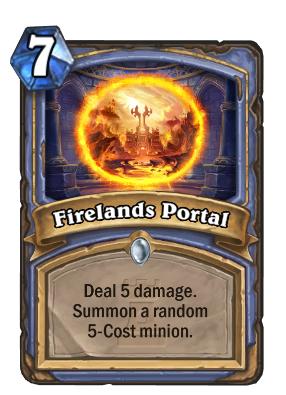 7
Firelands Portal
Deal 5 damage.
Summon a random
5-Cost minion.